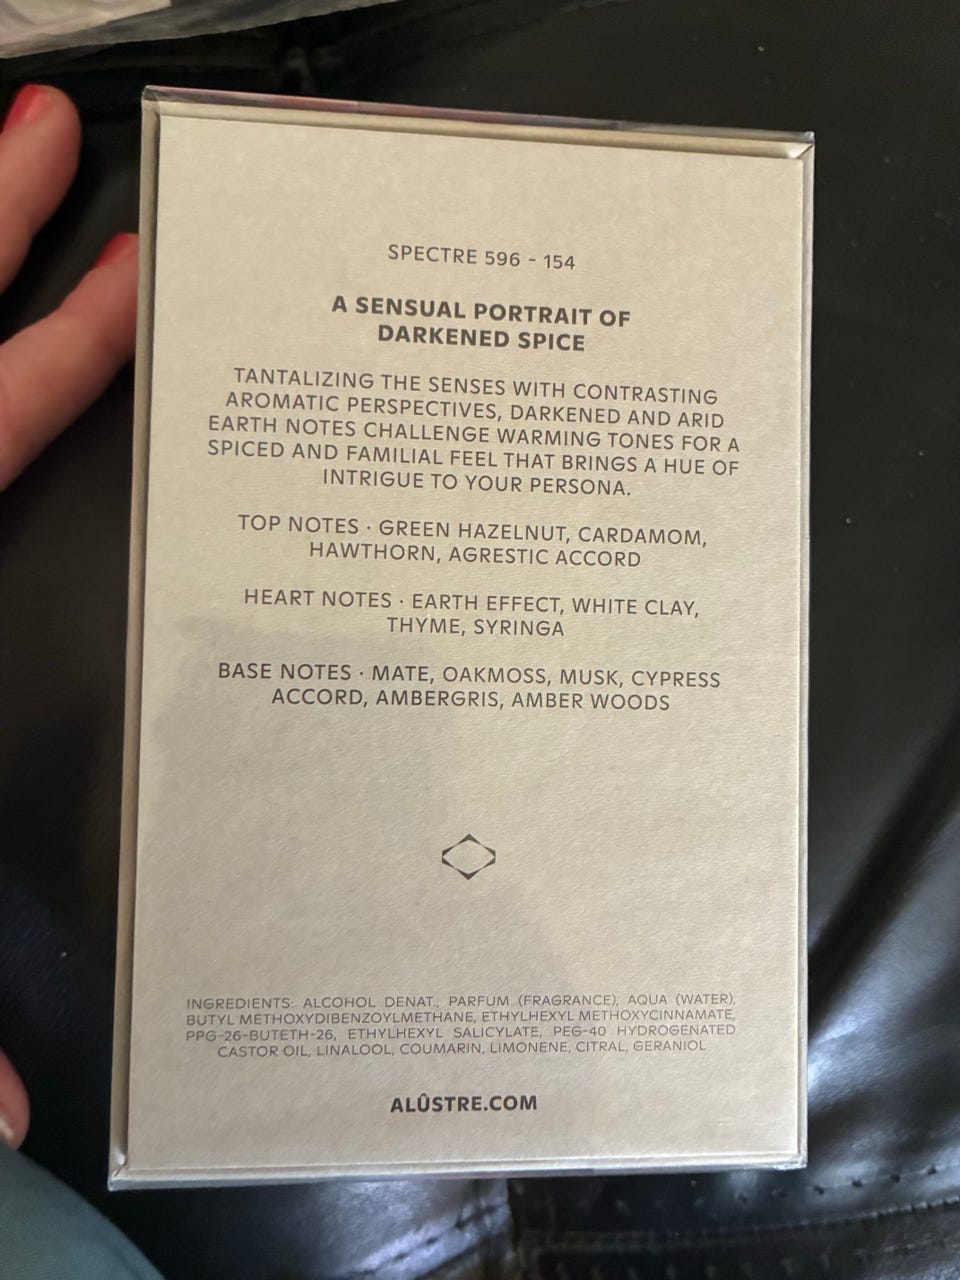 SPECTRE 596 - 154
A SENSUAL PORTRAIT OF
DARKENED SPICE
TANTALIZING THE SENSES WITH CONTRASTING
AROMATIC PERSPECTIVES, DARKENED AND ARID
EARTH NOTES CHALLENGE WARMING TONES FOR A
SPICED AND FAMILIAL FEEL THAT BRINGS A HUE OF
INTRIGUE TO YOUR PERSONA.
TOP NOTES · GREEN HAZELNUT, CARDAMOM,
HAWTHORN, AGRESTIC ACCORD
HEART NOTES · EARTH EFFECT, WHITE CLAY,
THYME, SYRINGA
BASE NOTES · MATE, OAKMOSS, MUSK, CYPRESS
ACCORD, AMBERGRIS, AMBER WOODS
INGREDIENTS: ALCOHOL DENAT., PARFUM (FRAGRANCE), AQUA (WATER),
BUTYL METHOXYDIBENZOYLMETHANE, ETHYLHEXYL METHOXYCINNAMATE,
PPG-26-BUTETH-26, ETHYLHEXYL SALICYLATE, PEG-40 HYDROGENATED
CASTOR OIL, LINALOOL, COUMARIN, LIMONENE, CITRAL, GERANIOL
ALÛSTRE.COM